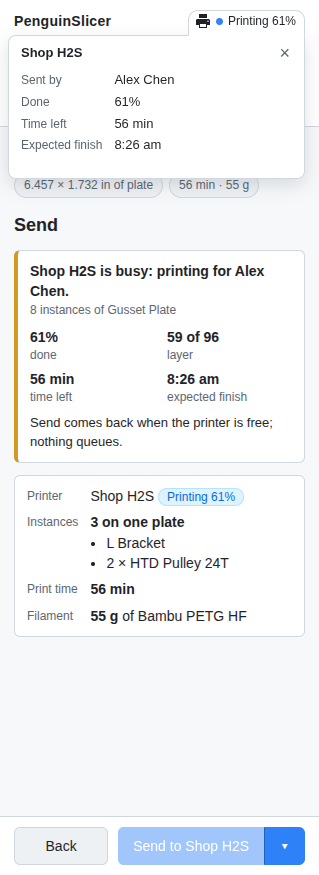 PenguinSlicer
Printing 61%
Shop H2S ×
Sent by Alex Chen
Done 61%
Time left 56 min
Expected finish 8:26 am
6.457 × 1.732 in of plate 56 min · 55 g
Send
Shop H2S is busy: printing for Alex
Chen.
8 instances of Gusset Plate
61% 59 of 96
done layer
56 min 8:26 am
time left expected finish
Send comes back when the printer is free;
nothing queues.
Printer Shop H2S Printing 61%
Instances 3 on one plate
• L Bracket
• 2 × HTD Pulley 24T
Print time 56 min
Filament 55 g of Bambu PETG HF
Back Send to Shop H2S ▼